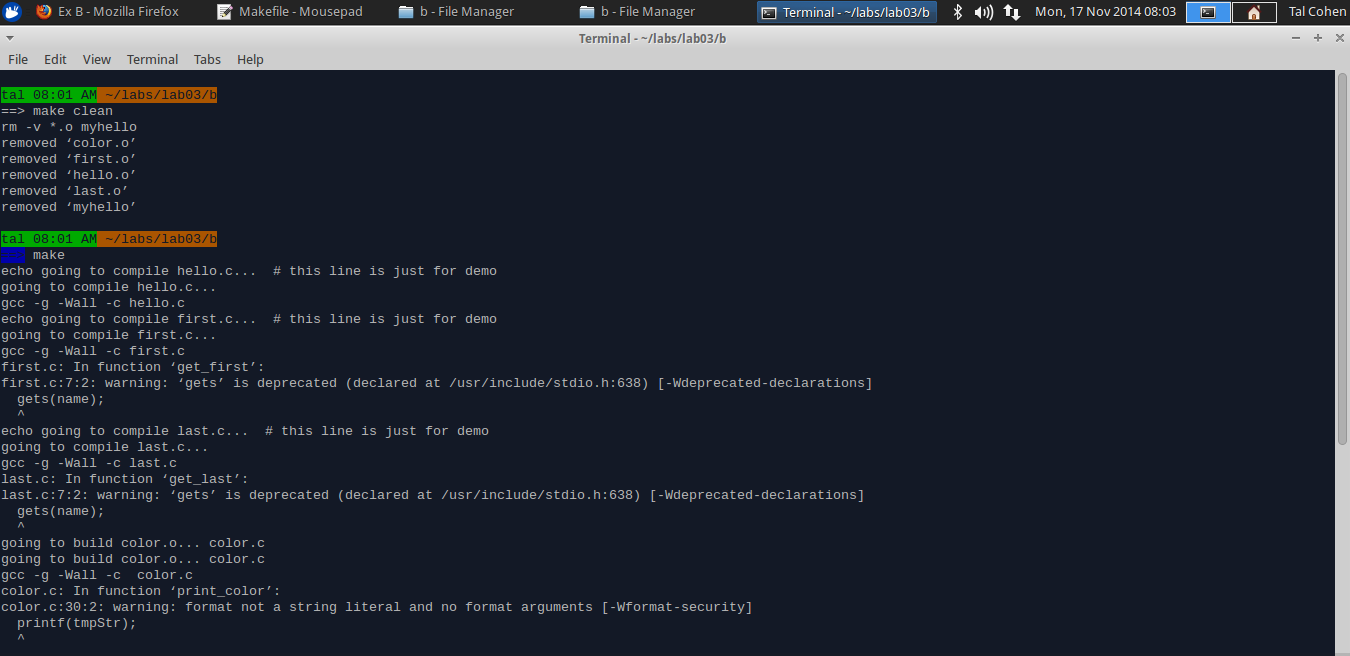 Ex B - Mozilla Firefox
Makefile - Mousepad
b - File Manager
b - File Manager
Terminal - ~/labs/lab03/b
Mon, 17 Nov 2014 08:03
Tal Cohen
Terminal - ~/labs/lab03/b
File Edit View Terminal Tabs Help
tal 08:01 AM ~/labs/lab03/b
==> make clean
rm -v *.o myhello
removed ‘color.o’
removed ‘first.o’
removed ‘hello.o’
removed ‘last.o’
removed ‘myhello’
tal 08:01 AM ~/labs/lab03/b
==> make
echo going to compile hello.c...  # this line is just for demo
going to compile hello.c...
gcc -g -Wall -c hello.c
echo going to compile first.c...  # this line is just for demo
going to compile first.c...
gcc -g -Wall -c first.c
first.c: In function ‘get_first’:
first.c:7:2: warning: ‘gets’ is deprecated (declared at /usr/include/stdio.h:638) [-Wdeprecated-declarations]
  gets(name);
  ^
echo going to compile last.c...  # this line is just for demo
going to compile last.c...
gcc -g -Wall -c last.c
last.c: In function ‘get_last’:
last.c:7:2: warning: ‘gets’ is deprecated (declared at /usr/include/stdio.h:638) [-Wdeprecated-declarations]
  gets(name);
  ^
going to build color.o... color.c
going to build color.o... color.c
gcc -g -Wall -c  color.c
color.c: In function ‘print_color’:
color.c:30:2: warning: format not a string literal and no format arguments [-Wformat-security]
  printf(tmpStr);
  ^